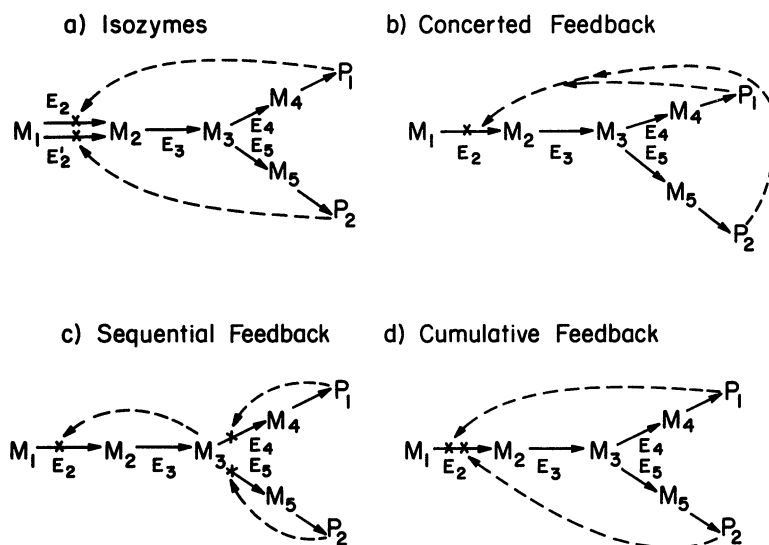 a) Isozymes
E2
M1 M2 M3 M4 P1
E'2 E3 E4
E5
M5
P2
b) Concerted Feedback
M1 M2 M3 M4 P1
E2 E3 E4
E5
M5
P2
c) Sequential Feedback
M1 M2 M3 M4 P1
E2 E3 E4
E5
M5
P2
d) Cumulative Feedback
M1 M2 M3 M4 P1
E2 E3 E4
E5
M5
P2